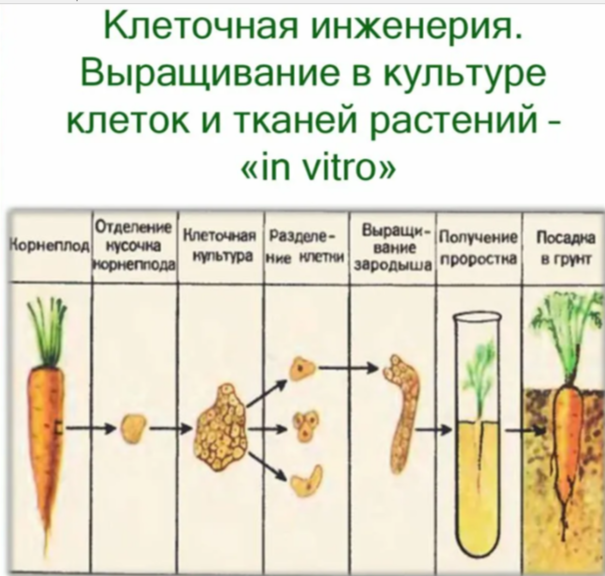 Клеточная инженерия.
Выращивание в культуре
клеток и тканей растений –
«in vitro»
Корнеплод
Отделение
кусочка
корнеплода
Клеточная
культура
Разделе-
ние клетки
Выращи-
вание
зародыша
Получение
проростка
Посадка
в грунт